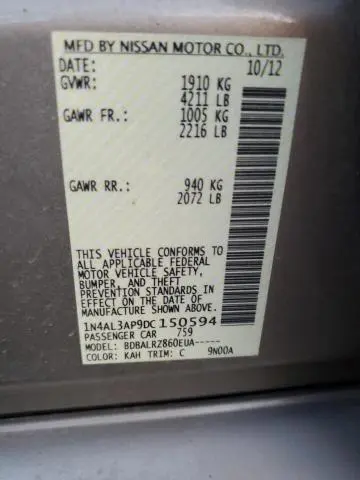 MFD BY NISSAN MOTOR CO., LTD.
DATE: 10/12
GVWR: 1910 KG
4211 LB
GAWR FR.: 1005 KG
2216 LB
GAWR RR.: 940 KG
2072 LB
THIS VEHICLE CONFORMS TO
ALL APPLICABLE FEDERAL
MOTOR VEHICLE SAFETY,
BUMPER, AND THEFT
PREVENTION STANDARDS IN
EFFECT ON THE DATE OF
MANUFACTURE SHOWN ABOVE.
1N4AL3AP9DC150594
PASSENGER CAR 759
MODEL: BDBALRZ860EUA-----
COLOR: KAH TRIM: C 9N00A